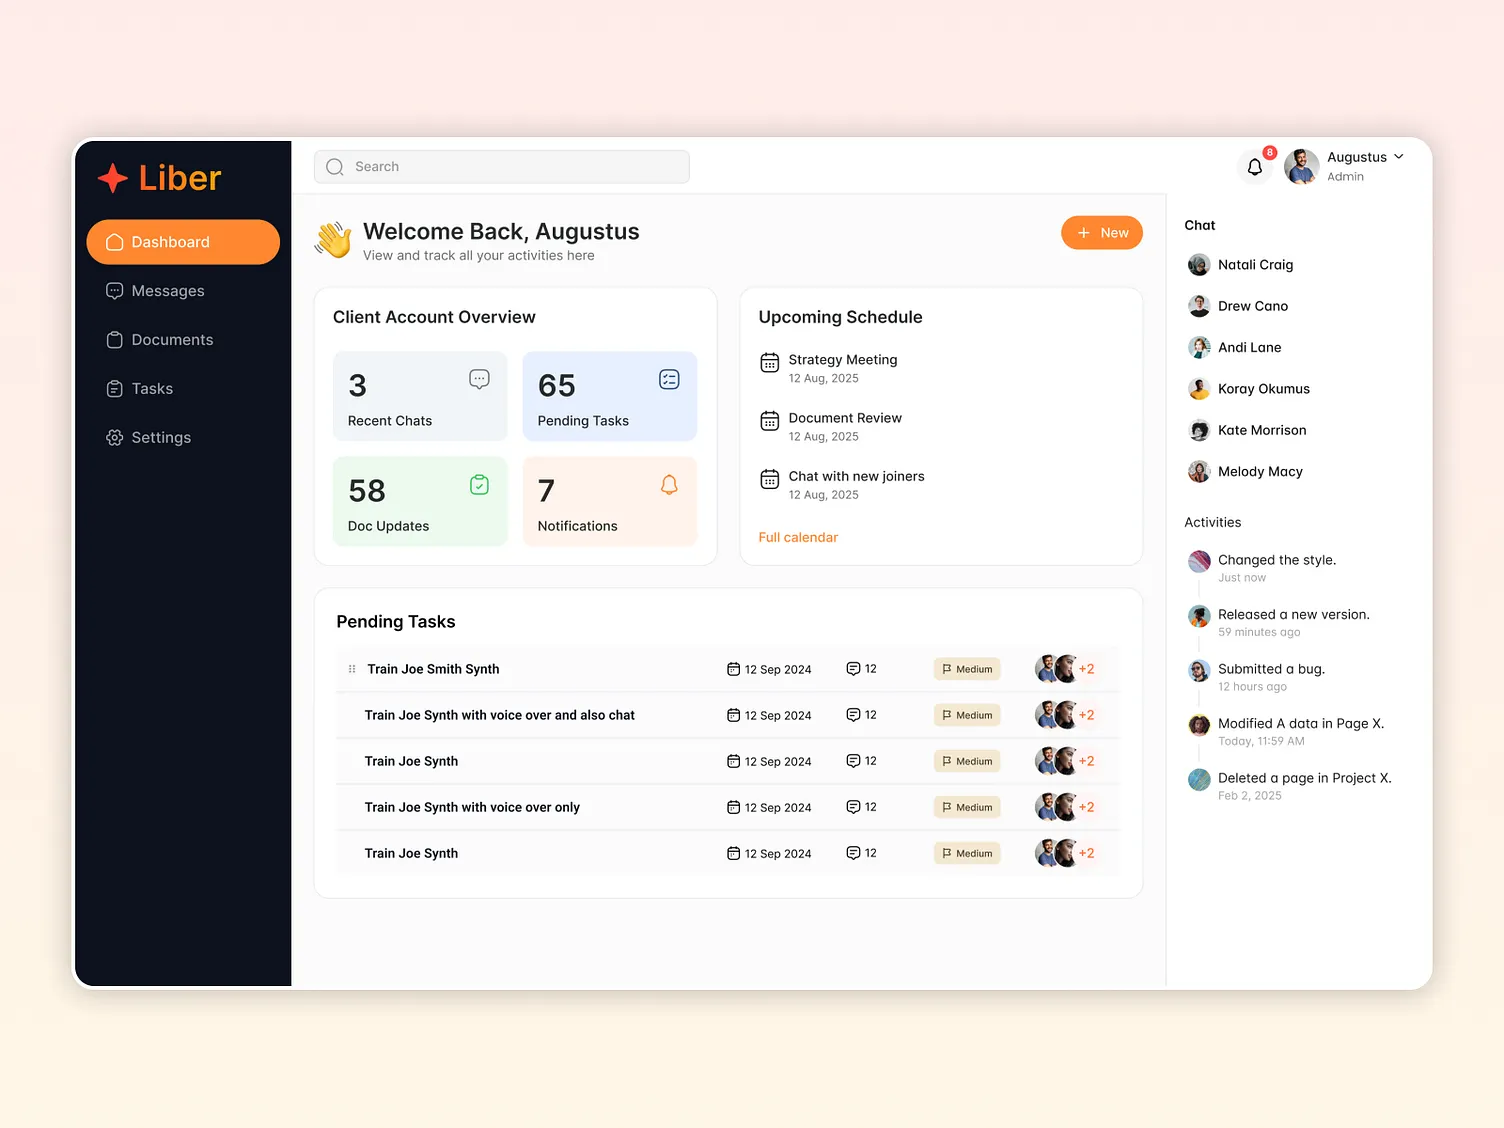 Liber
Dashboard
Messages
Documents
Tasks
Settings
Search
8
Augustus
Admin
Welcome Back, Augustus
View and track all your activities here
+ New
Client Account Overview
3
Recent Chats
65
Pending Tasks
58
Doc Updates
7
Notifications
Upcoming Schedule
Strategy Meeting
12 Aug, 2025
Document Review
12 Aug, 2025
Chat with new joiners
12 Aug, 2025
Full calendar
Pending Tasks
Train Joe Smith Synth 12 Sep 2024 12 Medium +2
Train Joe Synth with voice over and also chat 12 Sep 2024 12 Medium +2
Train Joe Synth 12 Sep 2024 12 Medium +2
Train Joe Synth with voice over only 12 Sep 2024 12 Medium +2
Train Joe Synth 12 Sep 2024 12 Medium +2
Chat
Natali Craig
Drew Cano
Andi Lane
Koray Okumus
Kate Morrison
Melody Macy
Activities
Changed the style.
Just now
Released a new version.
59 minutes ago
Submitted a bug.
12 hours ago
Modified A data in Page X.
Today, 11:59 AM
Deleted a page in Project X.
Feb 2, 2025